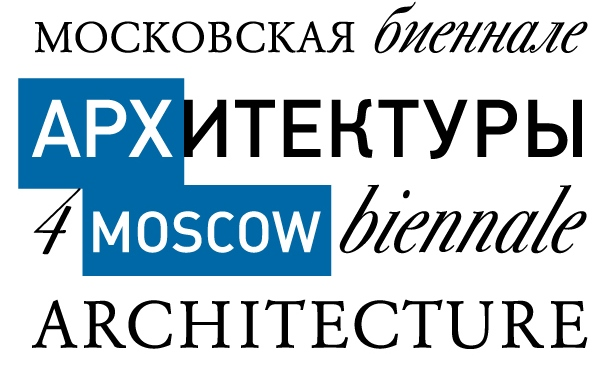 МОСКОВСКАЯ биеннале
АРХИТЕКТУРЫ
4 MOSCOW biennale
ARCHITECTURE